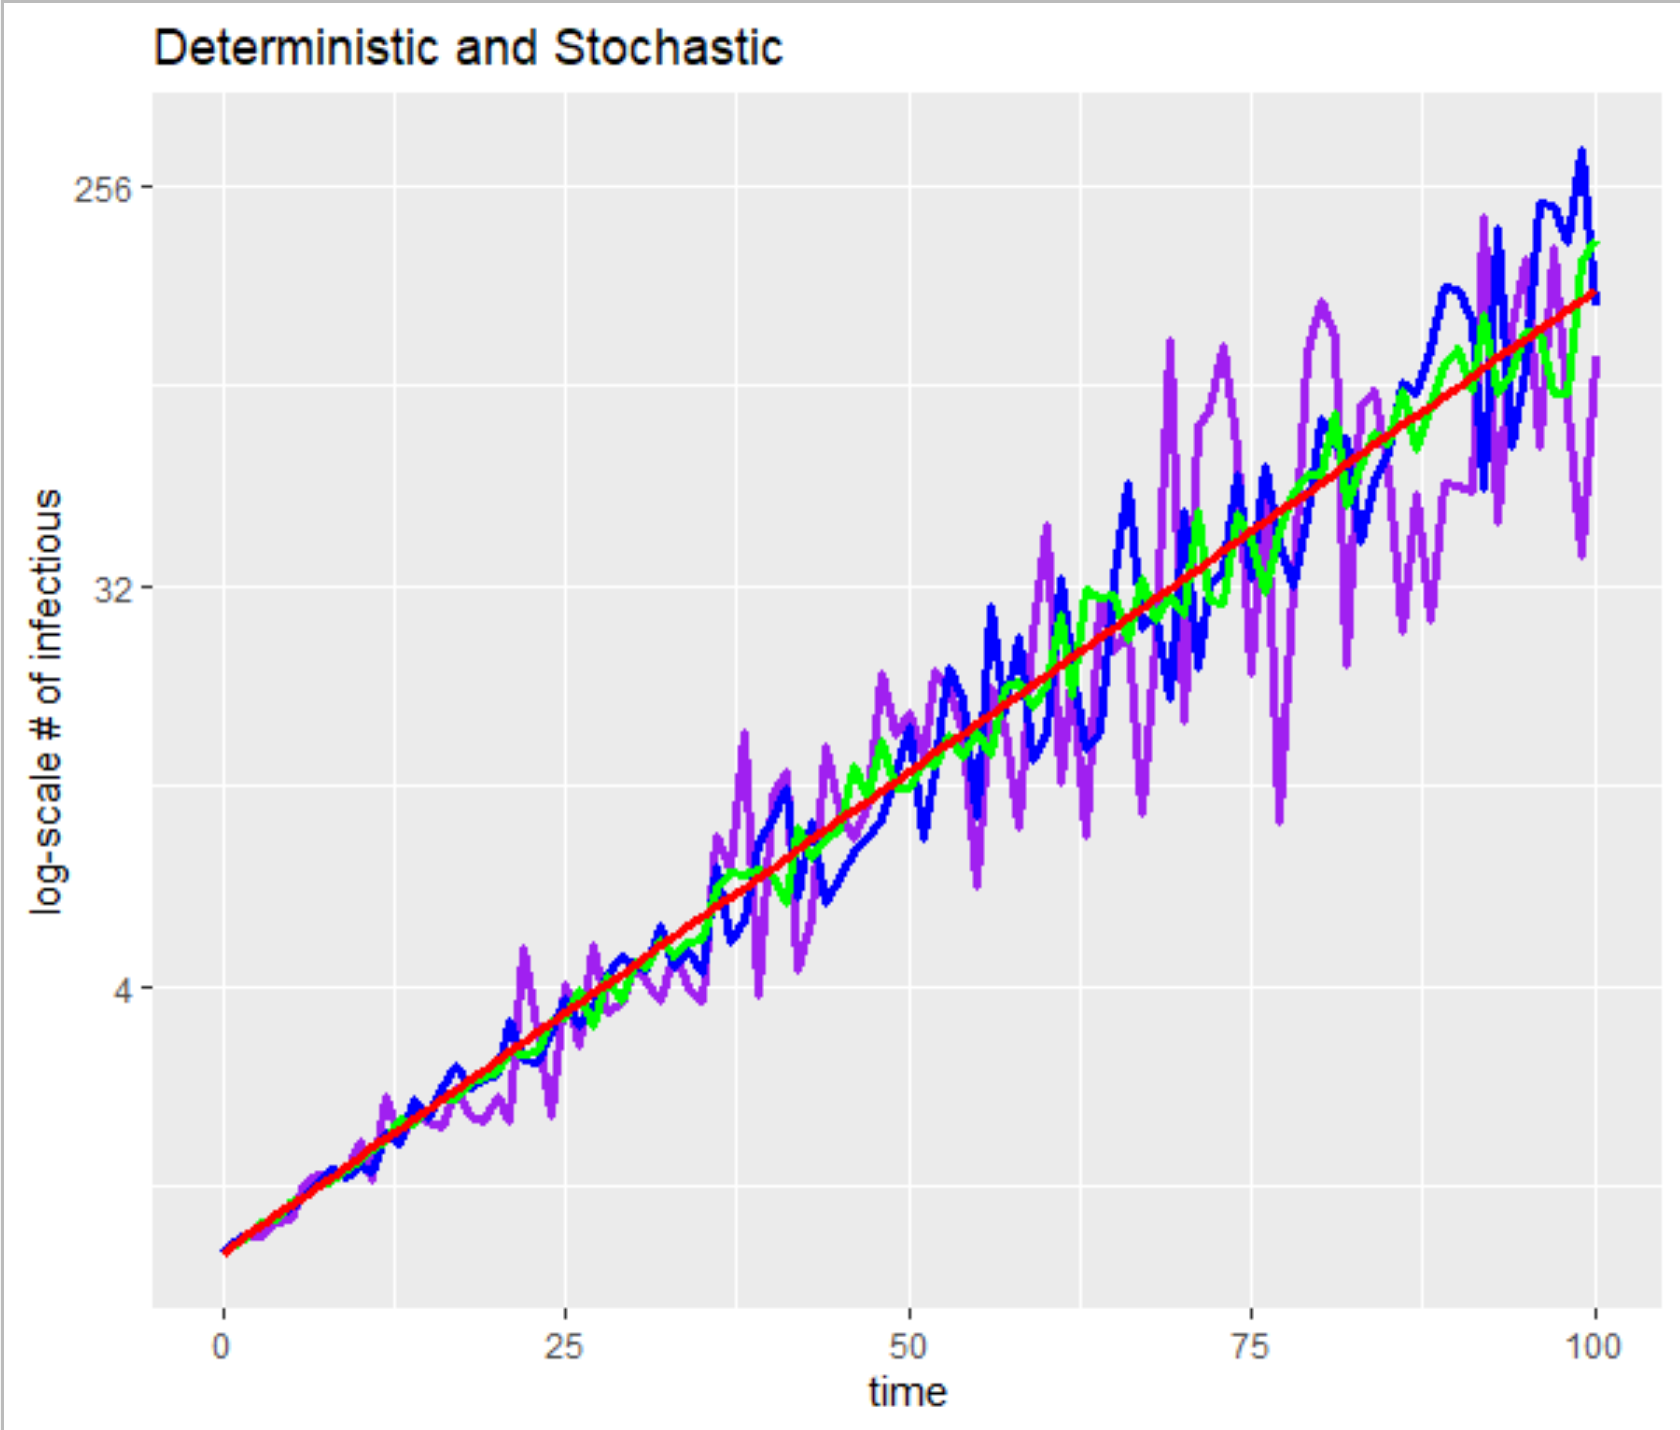 Deterministic and Stochastic
256
32
4
log-scale # of infectious
0 25 50 75 100
time